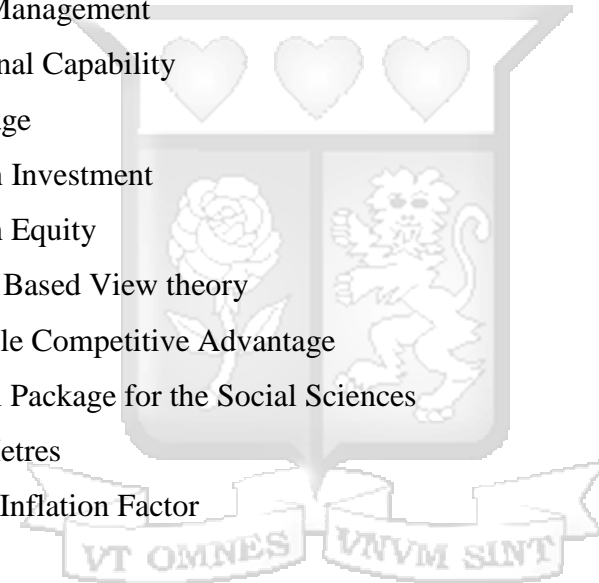 Management
nal Capability
ge
Investment
Equity
Based View theory
le Competitive Advantage
Package for the Social Sciences
etres
Inflation Factor
VT OMNES VNVM SINT